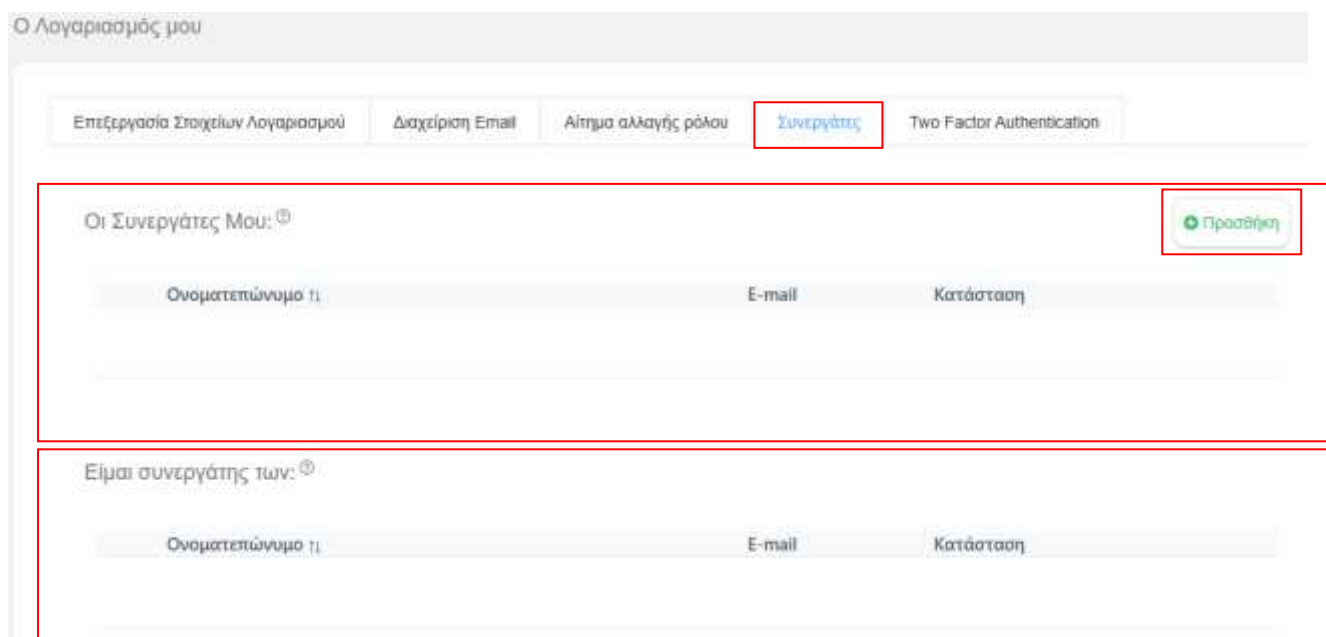 Ο Λογαριασμός μου
Επεξεργασία Στοιχείων Λογαριασμού Διαχείριση Email Αίτημα αλλαγής ρόλου Συνεργάτες Two Factor Authentication
Οι Συνεργάτες Μου:
Προσθήκη
Ονοματεπώνυμο E-mail Κατάσταση
Είμαι συνεργάτης των:
Ονοματεπώνυμο E-mail Κατάσταση